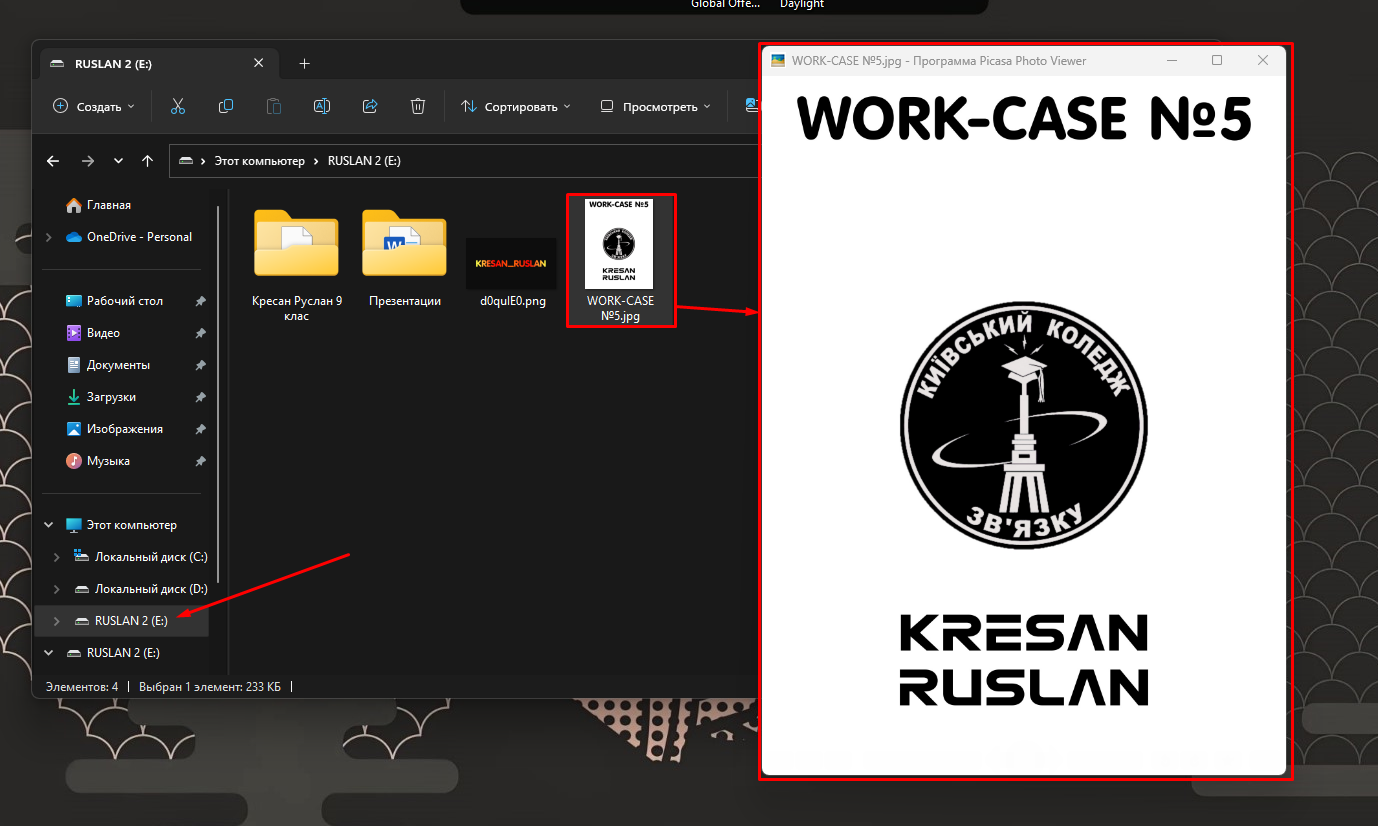 Global Offe... Daylight
RUSLAN 2 (E:)
WORK-CASE №5.jpg - Программа Picasa Photo Viewer
Создать
Сортировать
Просмотреть
Этот компьютер
RUSLAN 2 (E:)
Главная
OneDrive - Personal
Рабочий стол
Видео
Документы
Загрузки
Изображения
Музыка
Этот компьютер
Локальный диск (C:)
Локальный диск (D:)
RUSLAN 2 (E:)
RUSLAN 2 (E:)
Кресан Руслан 9
клас
Презентации
KRESAN_RUSLAN
d0qulE0.png
WORK-CASE №5
KRESAN
RUSLAN
WORK-CASE
№5.jpg
Элементов: 4
Выбран 1 элемент: 233 КБ
WORK-CASE №5
КИЇВСЬКИЙ КОЛЕДЖ
ЗВ'ЯЗКУ
KRESAN
RUSLAN